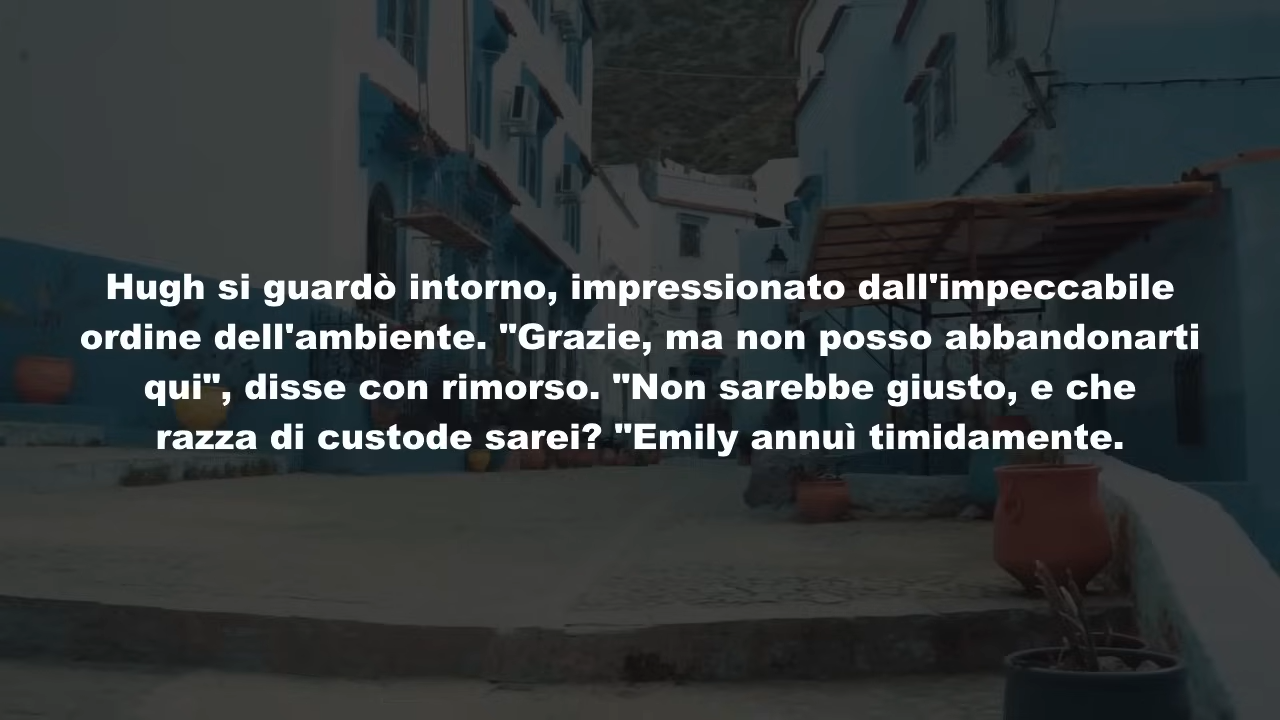 Hugh si guardò intorno, impressionato dall'impeccabile
ordine dell'ambiente. "Grazie, ma non posso abbandonarti
qui", disse con rimorso. "Non sarebbe giusto, e che
razza di custode sarei? "Emily annuì timidamente.